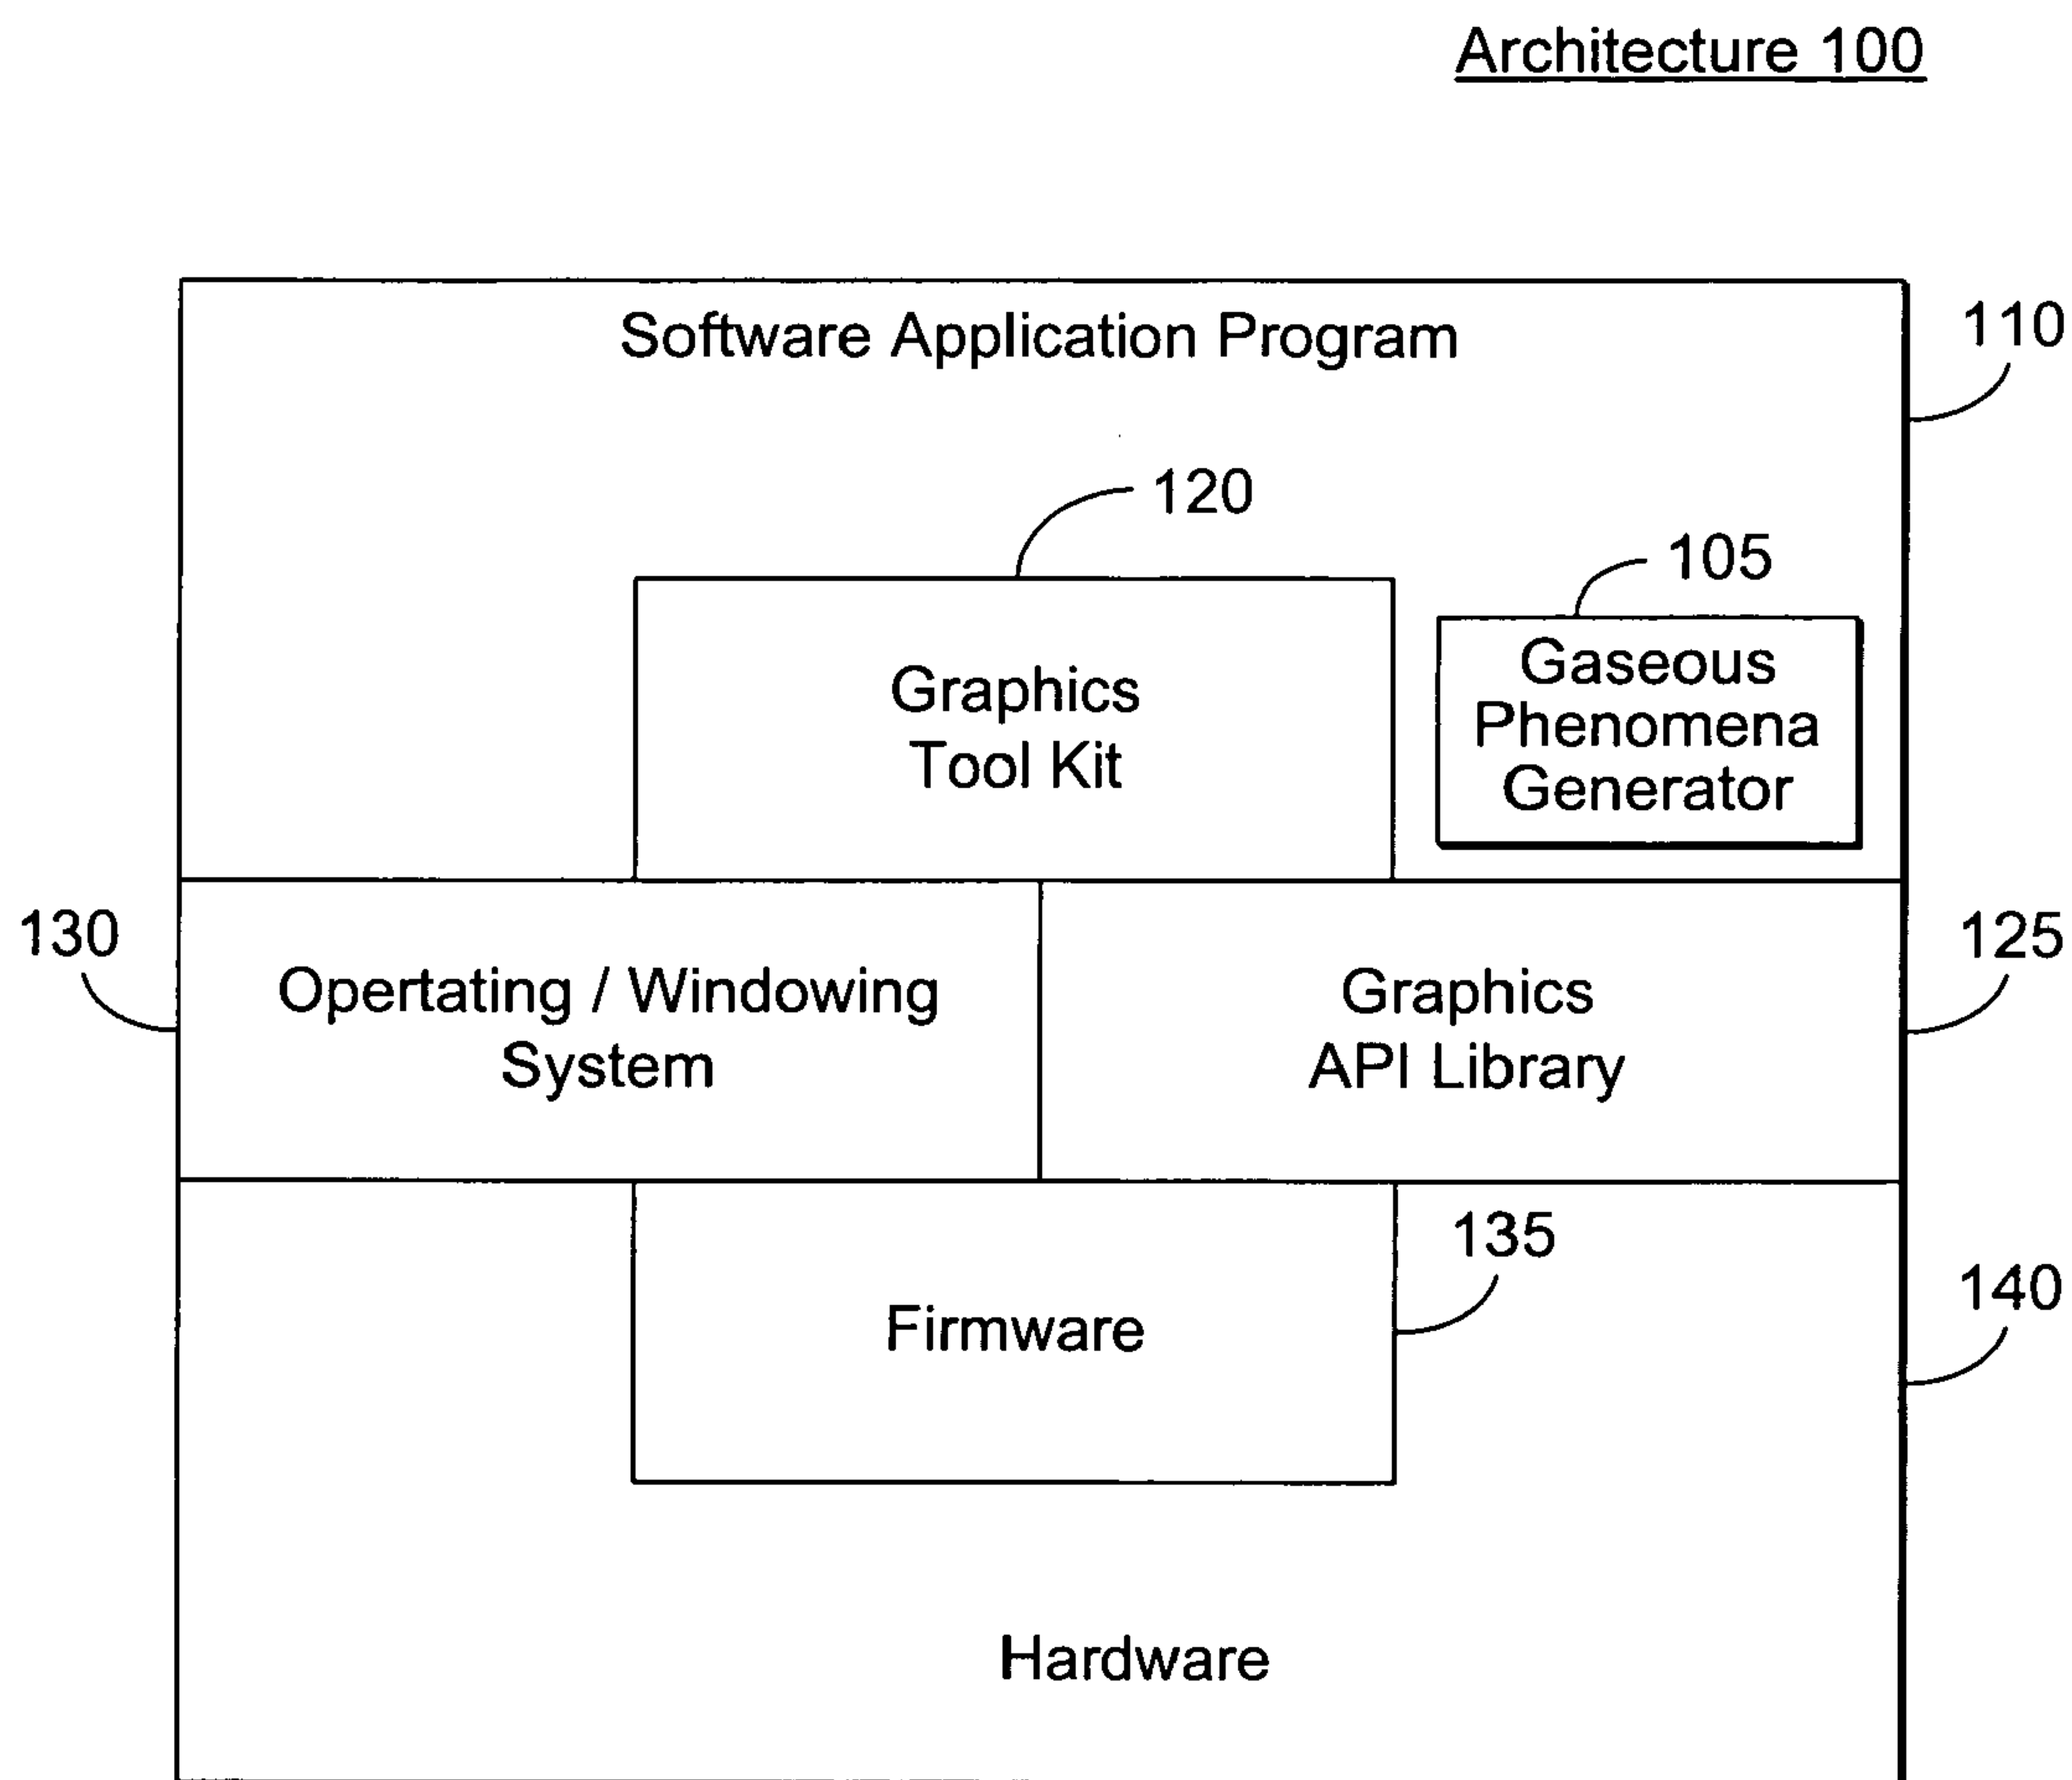 Architecture 100
Software Application Program
110
120
105
Graphics
Tool Kit
Gaseous
Phenomena
Generator
130
125
Opertating / Windowing
System
Graphics
API Library
135
140
Firmware
Hardware